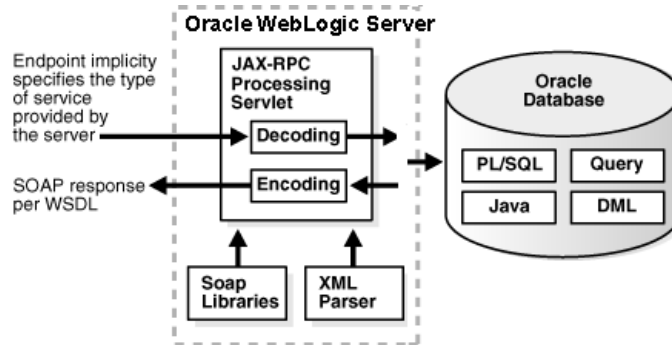 Oracle WebLogic Server
Endpoint implicity
specifies the type
of service
provided by
the server
JAX-RPC
Processing
Servlet
Decoding
Encoding
SOAP response
per WSDL
Soap
Libraries
XML
Parser
Oracle
Database
PL/SQL
Query
Java
DML